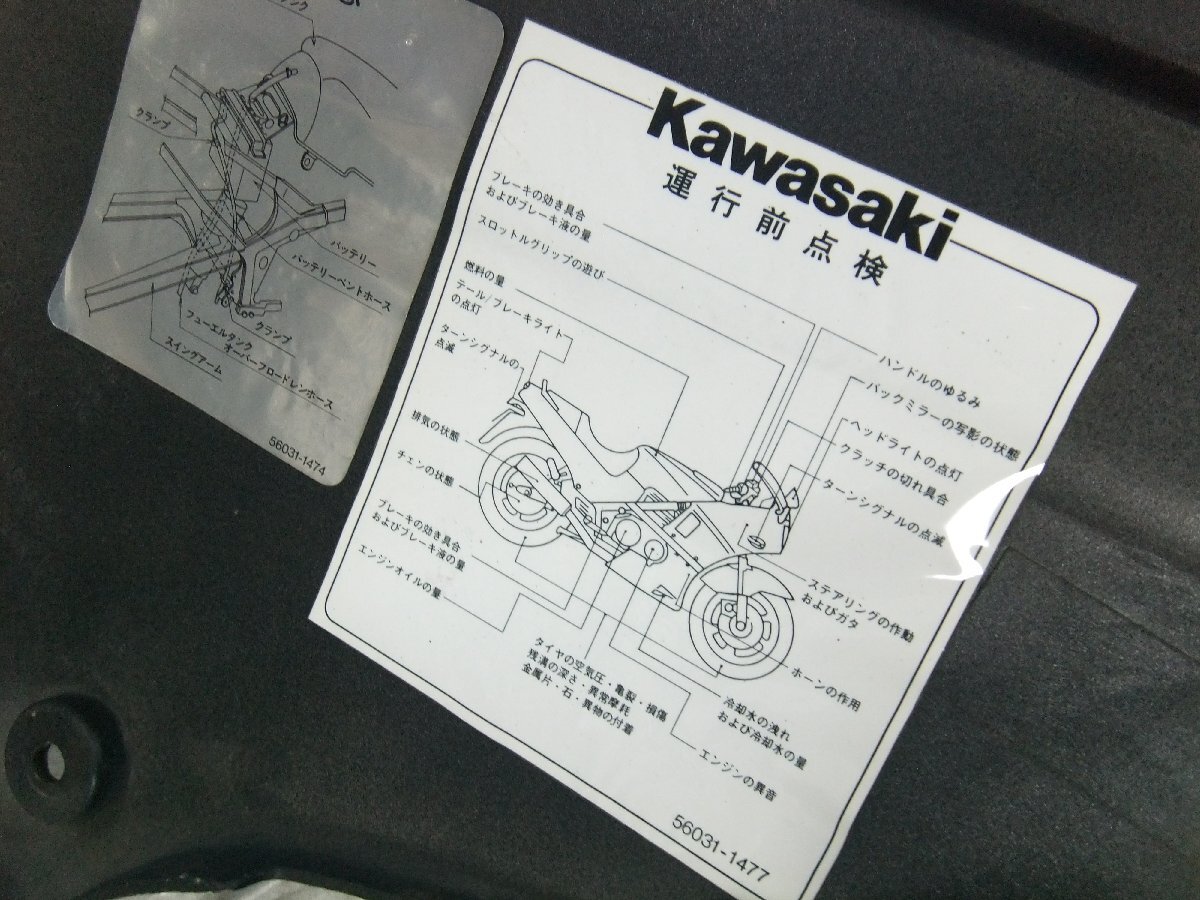 クランプ
バッテリー
バッテリーベントホース
クランプ
フューエルタンク
オーバーフロードレンホース
スイングアーム
56031-1474
Kawasaki
運行前点検
ブレーキの効き具合
およびブレーキ液の量
スロットルグリップの遊び
燃料の量
テール/ブレーキライト
の点灯
ターンシグナルの
点滅
排気の状態
チェンの状態
ブレーキの効き具合
およびブレーキ液の量
エンジンオイルの量
ハンドルのゆるみ
バックミラーの写影の状態
ヘッドライトの点灯
クラッチの切れ具合
ターンシグナルの点滅
ステアリングの作動
およびガタ
ホーンの作用
冷却水の洩れ
および冷却水の量
エンジンの異音
タイヤの空気圧・亀裂・損傷
残溝の深さ・異常摩耗
金属片・石・異物の付着
56031-1477